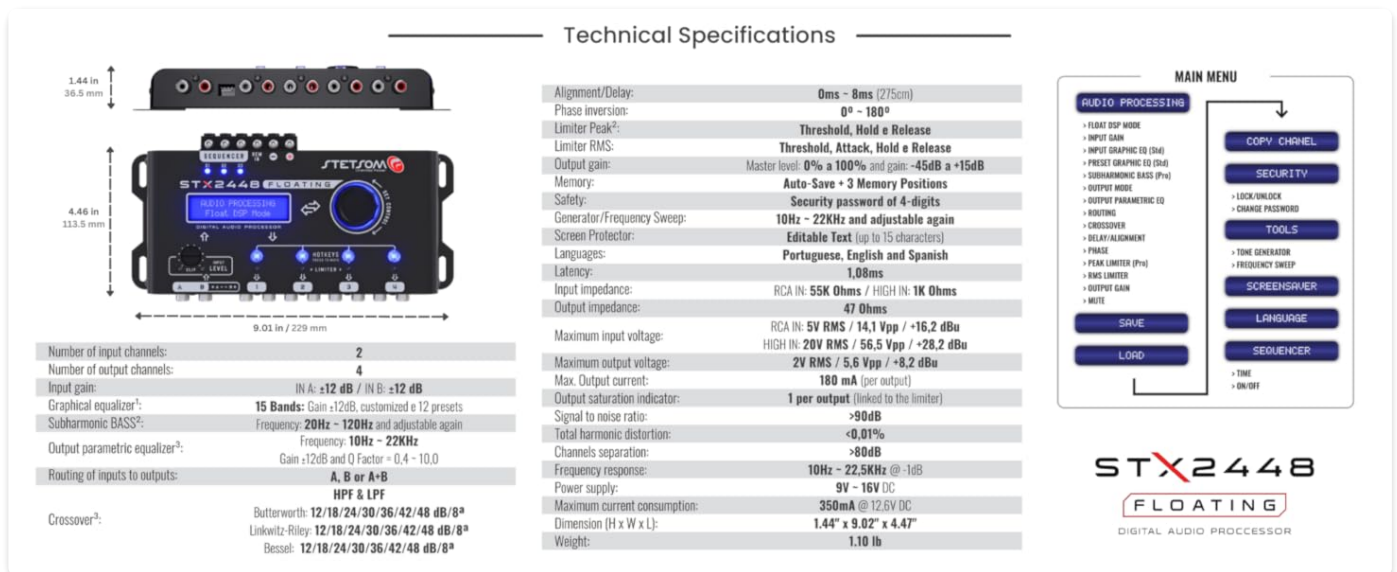 Technical Specifications
1.44 in
36.5 mm
SEQUENCER
REM
IN
STETSOM
STX2448 FLOATING
AUDIO PROCESSING
Float DSP Mode
DIGITAL AUDIO PROCESSOR
HOTKEYS
LIMITER
INPUT
LEVEL
CLIP
A
B
1
2
3
4
4.46 in
113.5 mm
9.01 in / 229 mm
Number of input channels: 2
Number of output channels: 4
Input gain: IN A: ±12 dB / IN B: ±12 dB
Graphical equalizer¹: 15 Bands: Gain ±12dB, customized e 12 presets
Subharmonic BASS²: Frequency: 20Hz ~ 120Hz and adjustable again
Output parametric equalizer³: Frequency: 10Hz ~ 22KHz
Gain ±12dB and Q Factor = 0,4 ~ 10,0
Routing of inputs to outputs: A, B or A+B
Crossover³: HPF & LPF
Butterworth: 12/18/24/30/36/42/48 dB/8ª
Linkwitz-Riley: 12/18/24/30/36/42/48 dB/8ª
Bessel: 12/18/24/30/36/42/48 dB/8ª
Alignment/Delay: 0ms ~ 8ms (275cm)
Phase inversion: 0º ~ 180º
Limiter Peak²: Threshold, Hold e Release
Limiter RMS: Threshold, Attack, Hold e Release
Output gain: Master level: 0% a 100% and gain: -45dB a +15dB
Memory: Auto-Save + 3 Memory Positions
Safety: Security password of 4-digits
Generator/Frequency Sweep: 10Hz ~ 22KHz and adjustable again
Screen Protector: Editable Text (up to 15 characters)
Languages: Portuguese, English and Spanish
Latency: 1,08ms
Input impedance: RCA IN: 55K Ohms / HIGH IN: 1K Ohms
Output impedance: 47 Ohms
Maximum input voltage: RCA IN: 5V RMS / 14,1 Vpp / +16,2 dBu
HIGH IN: 20V RMS / 56,5 Vpp / +28,2 dBu
Maximum output voltage: 2V RMS / 5,6 Vpp / +8,2 dBu
Max. Output current: 180 mA (per output)
Output saturation indicator: 1 per output (linked to the limiter)
Signal to noise ratio: >90dB
Total harmonic distortion: <0,01%
Channels separation: >80dB
Frequency response: 10Hz ~ 22,5KHz @ -1dB
Power supply: 9V ~ 16V DC
Maximum current consumption: 350mA @ 12,6V DC
Dimension (H x W x L): 1.44" x 9.02" x 4.47"
Weight: 1.10 lb
MAIN MENU
AUDIO PROCESSING
> FLOAT DSP MODE
> INPUT GAIN
> INPUT GRAPHIC EQ (Std)
> PRESET GRAPHIC EQ (Std)
> SUBHARMONIC BASS (Pro)
> OUTPUT MODE
> OUTPUT PARAMETRIC EQ
> ROUTING
> CROSSOVER
> DELAY/ALIGNMENT
> PHASE
> PEAK LIMITER (Pro)
> RMS LIMITER
> OUTPUT GAIN
> MUTE
SAVE
LOAD
COPY CHANEL
SECURITY
> LOCK/UNLOCK
> CHANGE PASSWORD
TOOLS
> TONE GENERATOR
> FREQUENCY SWEEP
SCREENSAVER
LANGUAGE
SEQUENCER
> TIME
> ON/OFF
STX2448
FLOATING
DIGITAL AUDIO PROCCESSOR